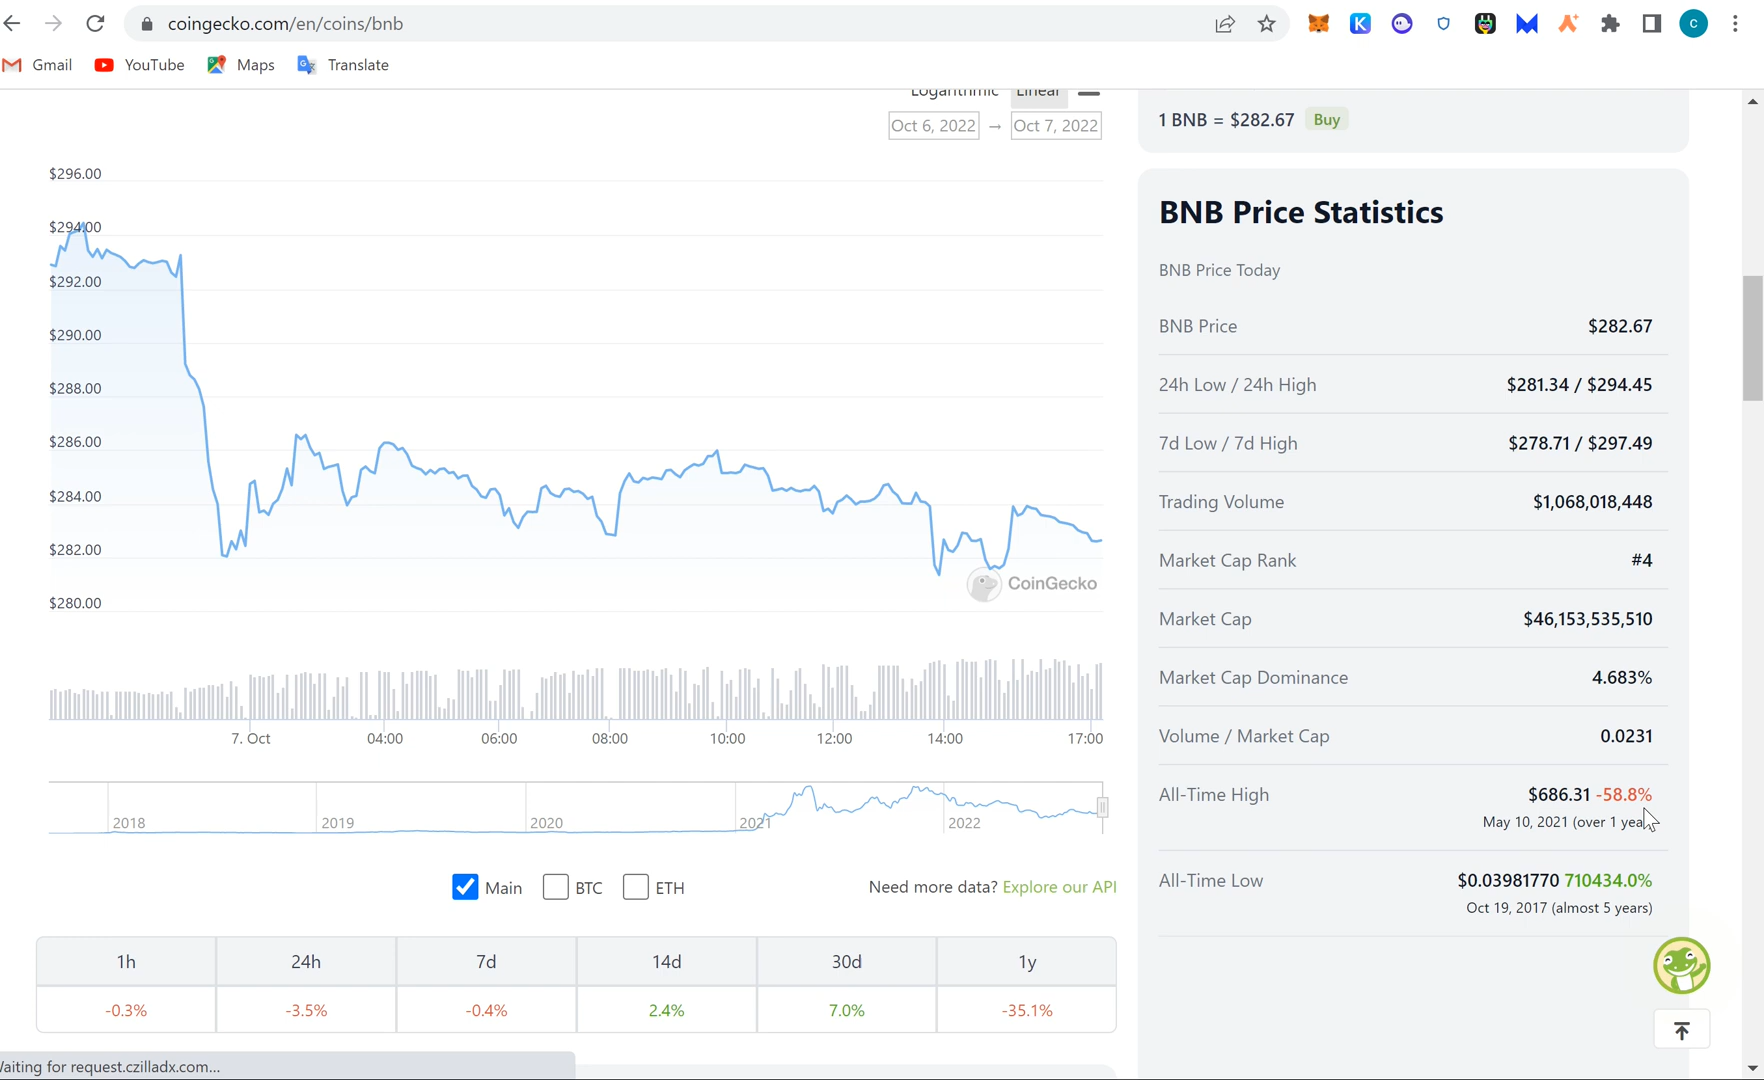 coingecko.com/en/coins/bnb
C
Gmail YouTube Maps Translate
Logarithmic Linear
Oct 6, 2022 → Oct 7, 2022
1 BNB = $282.67 Buy
$296.00
$294.00
$292.00
$290.00
$288.00
$286.00
$284.00
$282.00
$280.00
CoinGecko
7. Oct 04:00 06:00 08:00 10:00 12:00 14:00 17:00
2018 2019 2020 2021 2022
Main BTC ETH
Need more data? Explore our API
1h 24h 7d 14d 30d 1y
-0.3% -3.5% -0.4% 2.4% 7.0% -35.1%
BNB Price Statistics
BNB Price Today
BNB Price $282.67
24h Low / 24h High $281.34 / $294.45
7d Low / 7d High $278.71 / $297.49
Trading Volume $1,068,018,448
Market Cap Rank #4
Market Cap $46,153,535,510
Market Cap Dominance 4.683%
Volume / Market Cap 0.0231
All-Time High $686.31 -58.8%
May 10, 2021 (over 1 yea
All-Time Low $0.03981770 710434.0%
Oct 19, 2017 (almost 5 years)
aiting for request.czilladx.com...